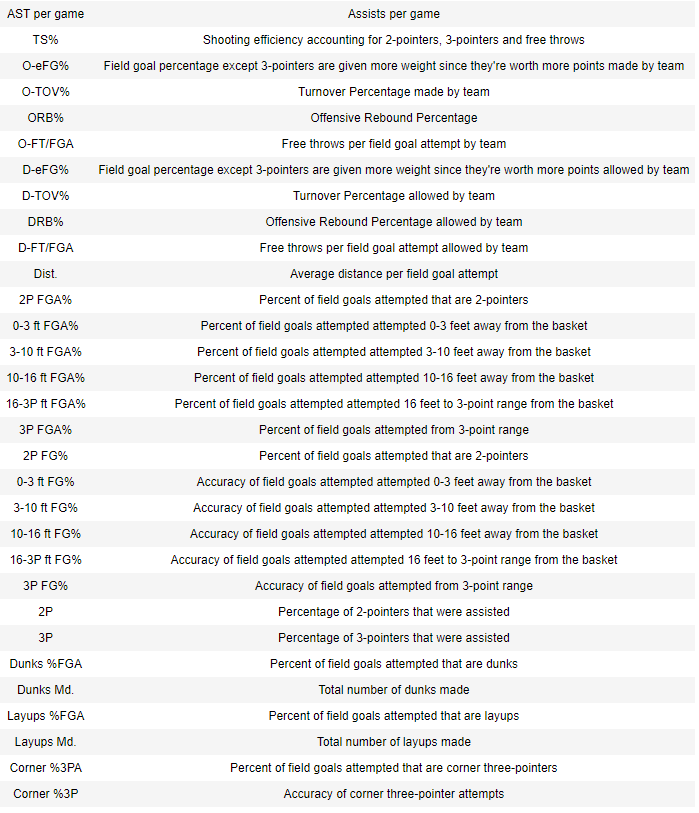 AST per game Assists per game
TS% Shooting efficiency accounting for 2-pointers, 3-pointers and free throws
O-eFG% Field goal percentage except 3-pointers are given more weight since they're worth more points made by team
O-TOV% Turnover Percentage made by team
ORB% Offensive Rebound Percentage
O-FT/FGA Free throws per field goal attempt by team
D-eFG% Field goal percentage except 3-pointers are given more weight since they're worth more points allowed by team
D-TOV% Turnover Percentage allowed by team
DRB% Offensive Rebound Percentage allowed by team
D-FT/FGA Free throws per field goal attempt allowed by team
Dist. Average distance per field goal attempt
2P FGA% Percent of field goals attempted that are 2-pointers
0-3 ft FGA% Percent of field goals attempted attempted 0-3 feet away from the basket
3-10 ft FGA% Percent of field goals attempted attempted 3-10 feet away from the basket
10-16 ft FGA% Percent of field goals attempted attempted 10-16 feet away from the basket
16-3P ft FGA% Percent of field goals attempted attempted 16 feet to 3-point range from the basket
3P FGA% Percent of field goals attempted from 3-point range
2P FG% Percent of field goals attempted that are 2-pointers
0-3 ft FG% Accuracy of field goals attempted attempted 0-3 feet away from the basket
3-10 ft FG% Accuracy of field goals attempted attempted 3-10 feet away from the basket
10-16 ft FG% Accuracy of field goals attempted attempted 10-16 feet away from the basket
16-3P ft FG% Accuracy of field goals attempted attempted 16 feet to 3-point range from the basket
3P FG% Accuracy of field goals attempted from 3-point range
2P Percentage of 2-pointers that were assisted
3P Percentage of 3-pointers that were assisted
Dunks %FGA Percent of field goals attempted that are dunks
Dunks Md. Total number of dunks made
Layups %FGA Percent of field goals attempted that are layups
Layups Md. Total number of layups made
Corner %3PA Percent of field goals attempted that are corner three-pointers
Corner %3P Accuracy of corner three-pointer attempts